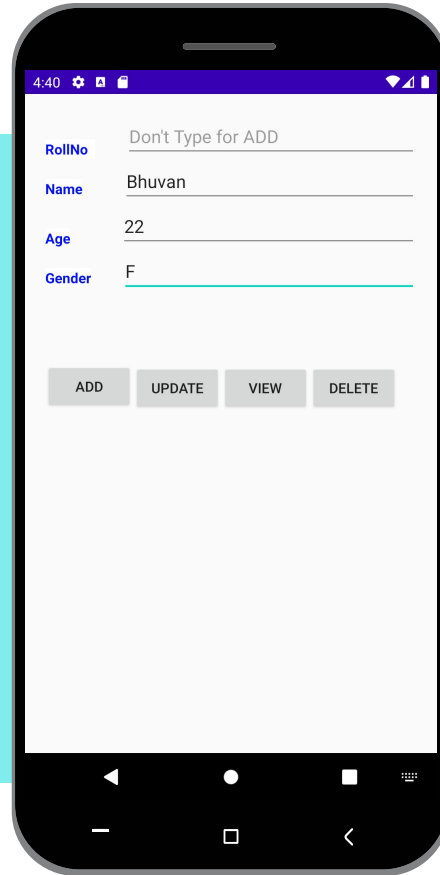 4:40
RollNo Don't Type for ADD
Name Bhuvan
Age 22
Gender F
ADD UPDATE VIEW DELETE